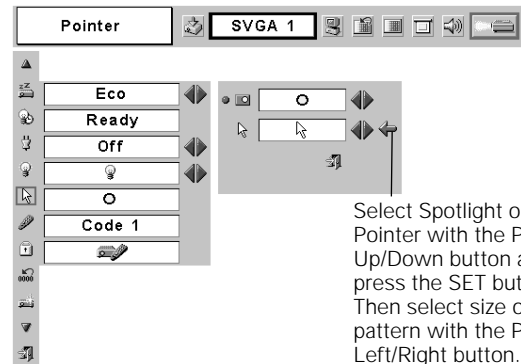 Pointer
SVGA 1
Eco
Ready
Off
Code 1
Select Spotlight o
Pointer with the P
Up/Down button a
press the SET but
Then select size o
pattern with the P
Left/Right button.